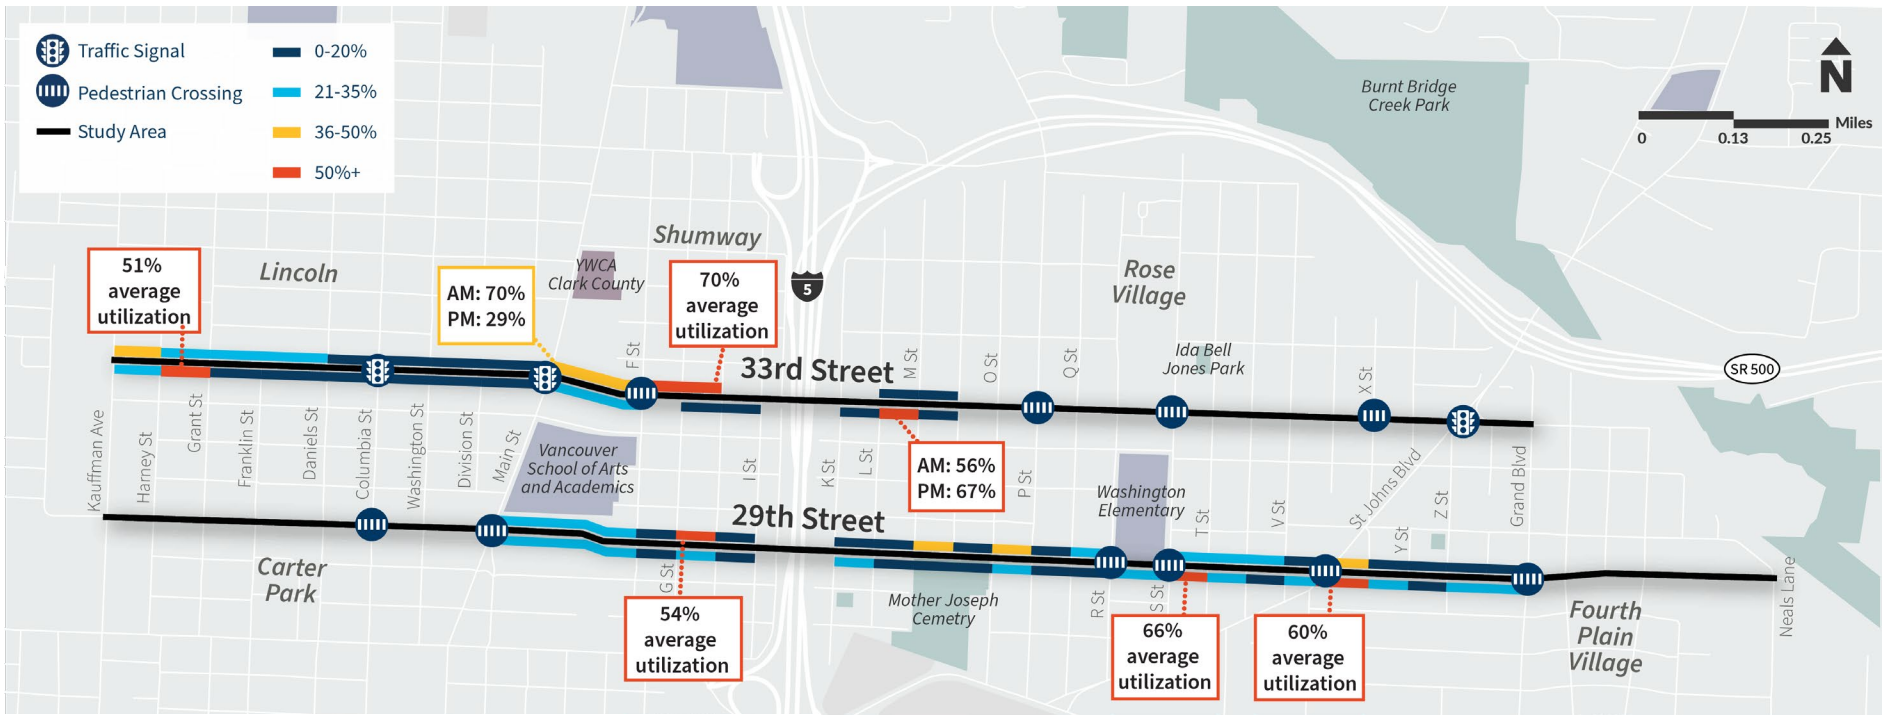 Traffic Signal
Pedestrian Crossing
Study Area
0-20%
21-35%
36-50%
50%+
Burnt Bridge
Creek Park
N
Miles
0
0.13
0.25
Shumway
Lincoln
YWCA
Clark County
Rose
Village
5
51%
average
utilization
AM: 70%
PM: 29%
70%
average
utilization
33rd Street
F St
M St
O St
Q St
Ida Bell
Jones Park
X St
SR 500
Kauffman Ave
Harney St
Grant St
Franklin St
Daniels St
Columbia St
Washington St
Division St
Main St
Vancouver
School of Arts
and Academics
I St
K St
L St
AM: 56%
PM: 67%
P St
Washington
Elementary
T St
V St
St Johns Blvd
Y St
Z St
Grand Blvd
29th Street
Carter
Park
G St
54%
average
utilization
Mother Joseph
Cemetry
R St
S St
66%
average
utilization
60%
average
utilization
Fourth
Plain
Village
Neals Lane